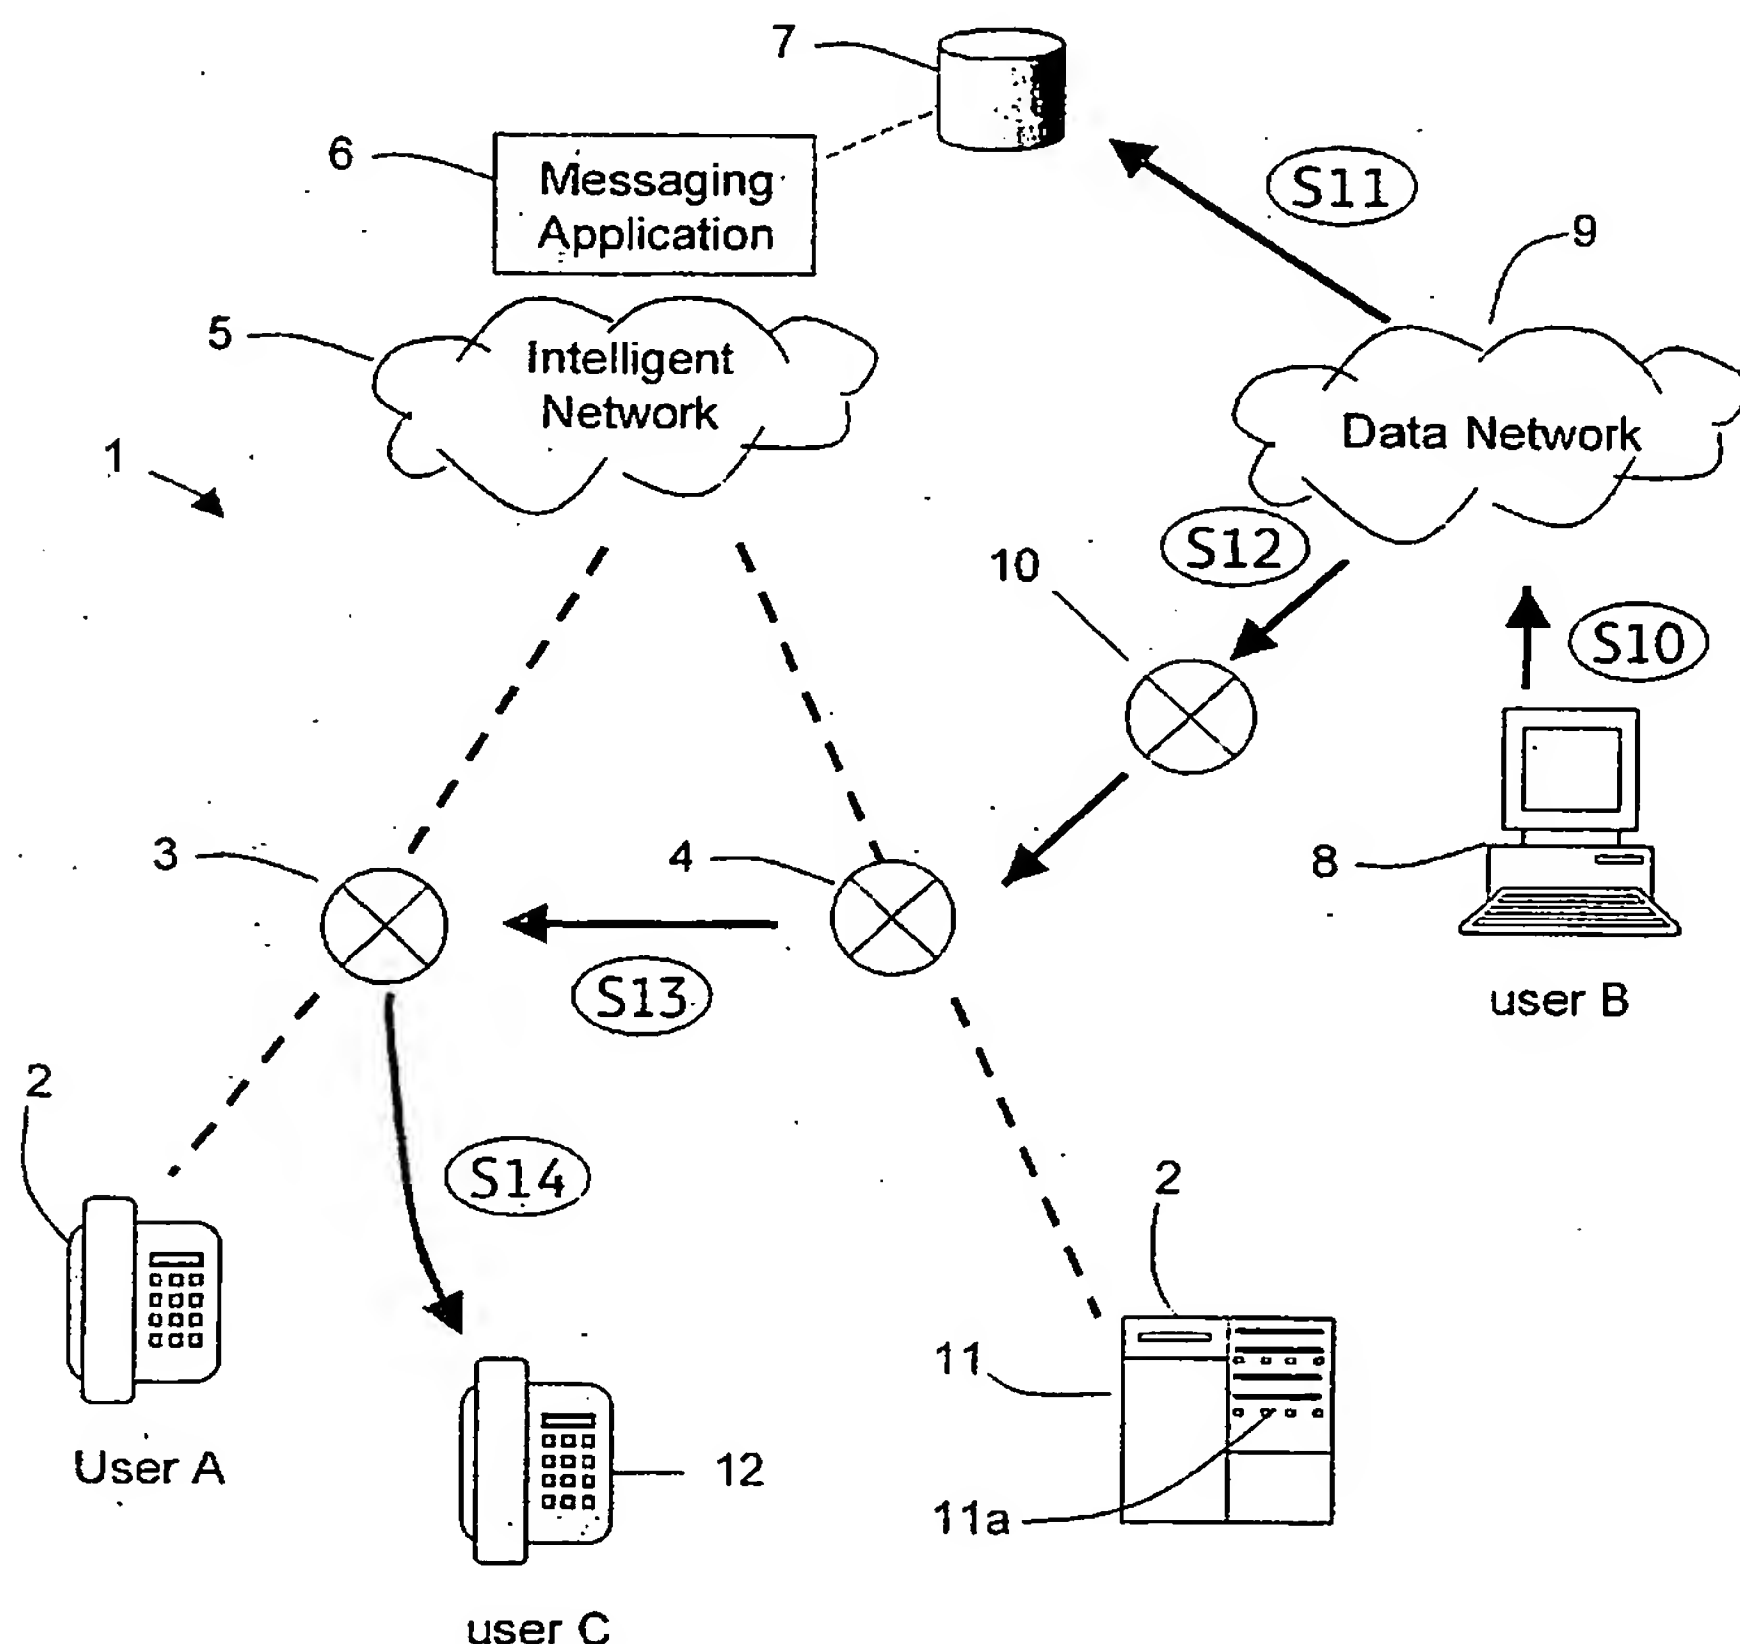 7
6
Messaging
Application
S11
9
5
Intelligent
Network
Data Network
1
S12
10
S10
3
4
8
S13
user B
2
S14
2
11
User A
12
11a
user C